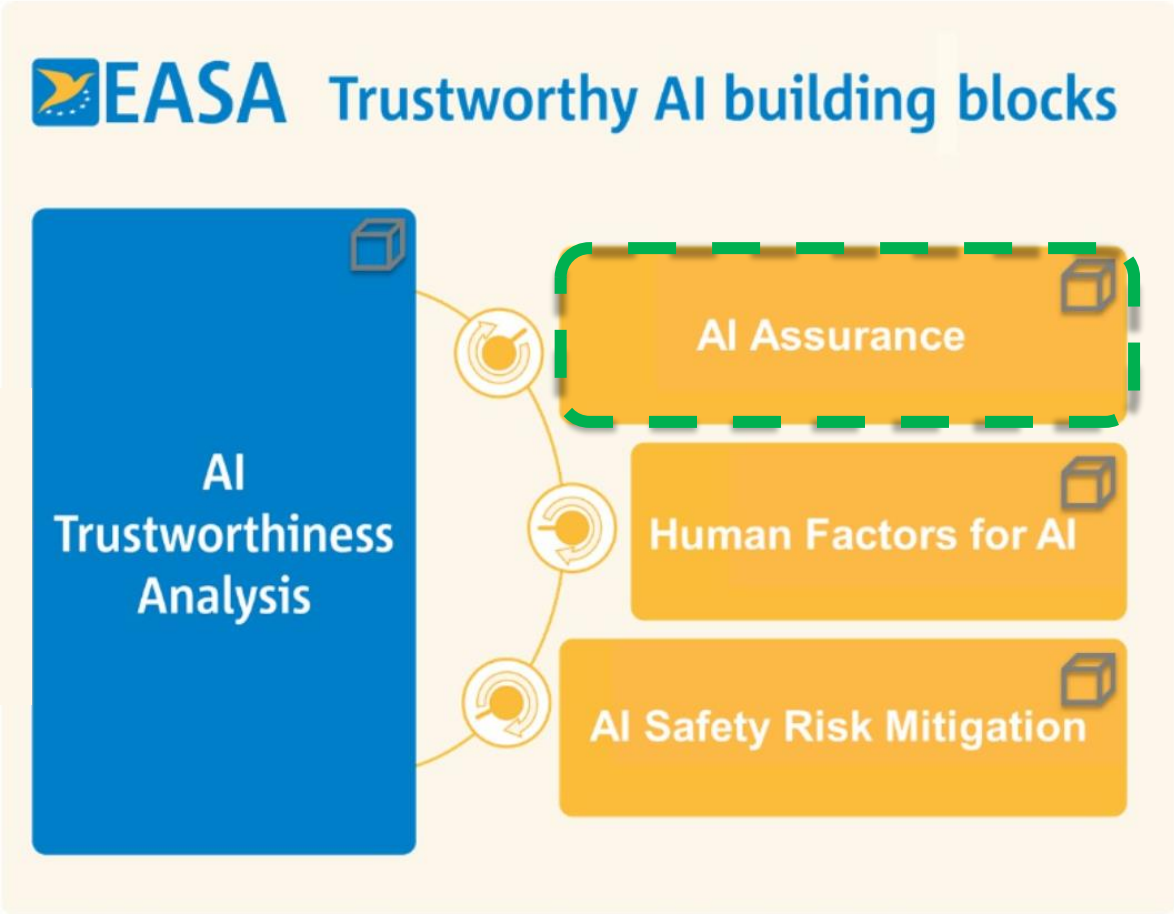 EASA Trustworthy AI building blocks
AI
Trustworthiness
Analysis
AI Assurance
Human Factors for AI
AI Safety Risk Mitigation